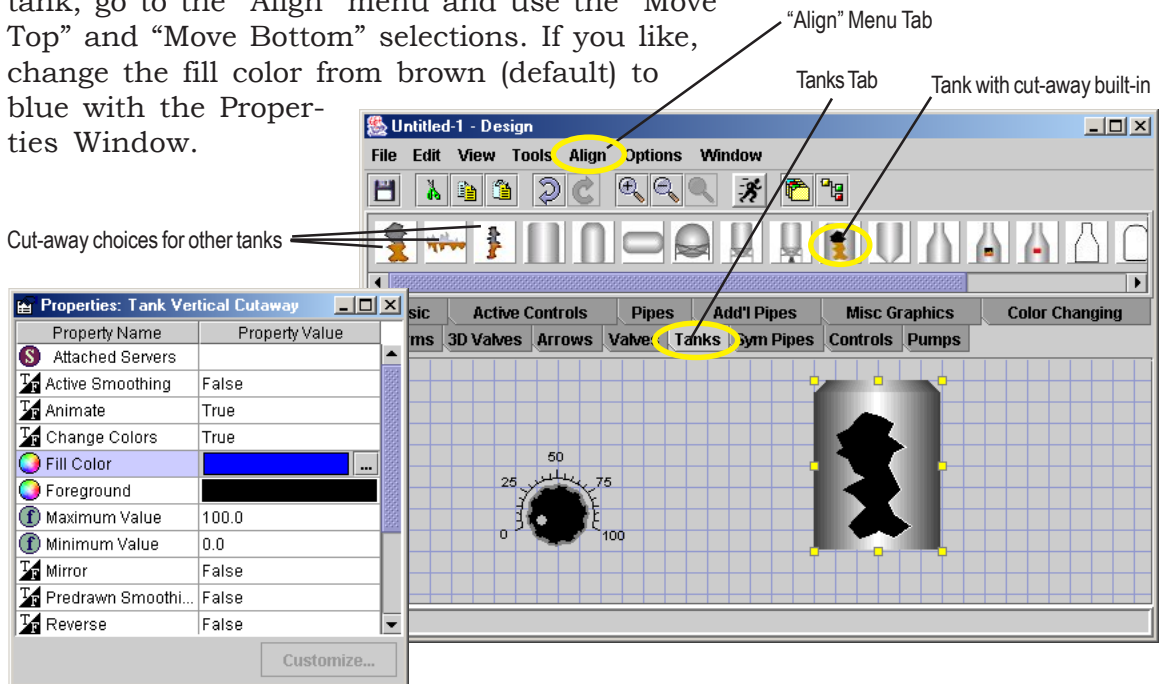 tank, go to the “Align” menu and use the “Move
Top” and “Move Bottom” selections. If you like,
change the fill color from brown (default) to
blue with the Proper-
ties Window.
“Align” Menu Tab
Tanks Tab
Tank with cut-away built-in
Cut-away choices for other tanks
Untitled-1 - Design
File Edit View Tools Align Options Window
sic Active Controls Pipes Add'l Pipes Misc Graphics Color Changing
rms 3D Valves Arrows Valves Tanks Sym Pipes Controls Pumps
Properties: Tank Vertical Cutaway
Property Name Property Value
S Attached Servers
T/F Active Smoothing False
T/F Animate True
T/F Change Colors True
Fill Color ...
Foreground
f Maximum Value 100.0
f Minimum Value 0.0
T/F Mirror False
T/F Predrawn Smoothi... False
T/F Reverse False
Customize...
50
25 75
0 100